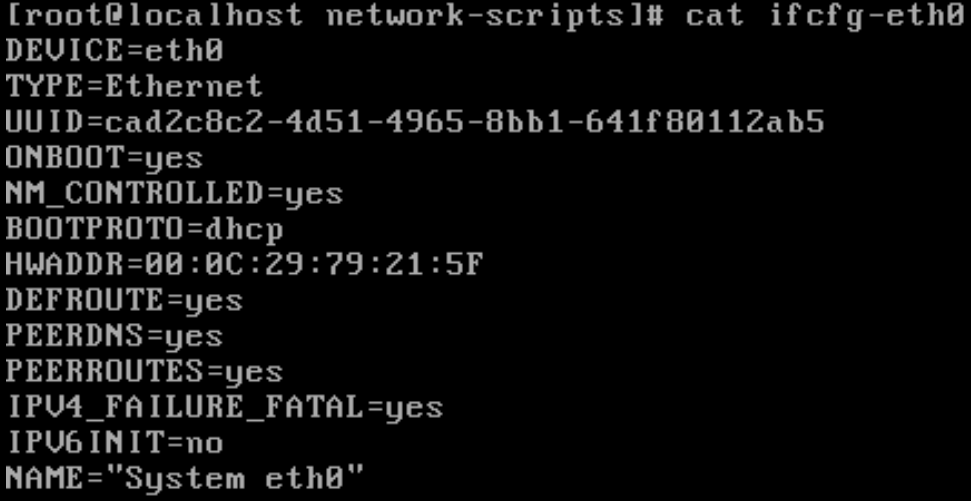 [root@localhost network-scripts]# cat ifcfg-eth0
DEVICE=eth0
TYPE=Ethernet
UUID=cad2c8c2-4d51-4965-8bb1-641f80112ab5
ONBOOT=yes
NM_CONTROLLED=yes
BOOTPROTO=dhcp
HWADDR=00:0C:29:79:21:5F
DEFROUTE=yes
PEERDNS=yes
PEERROUTES=yes
IPV4_FAILURE_FATAL=yes
IPV6INIT=no
NAME="System eth0"